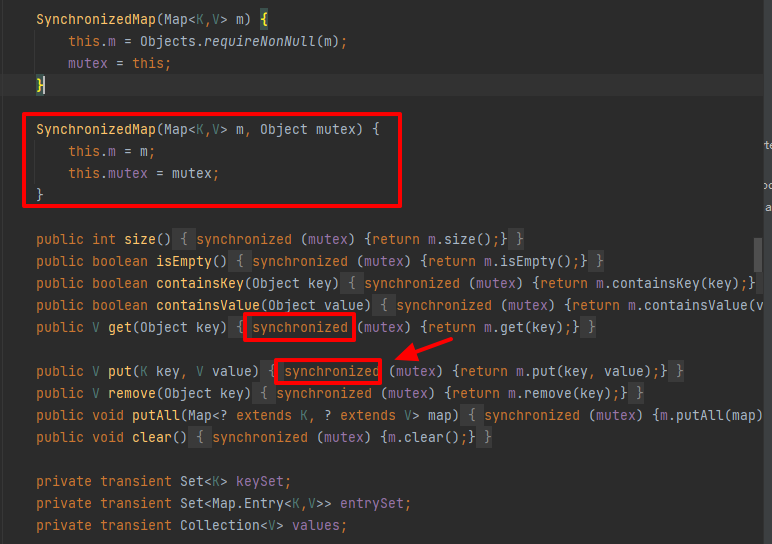 SynchronizedMap(Map<K,V> m) {
this.m = Objects.requireNonNull(m);
mutex = this;
}
SynchronizedMap(Map<K,V> m, Object mutex) {
this.m = m;
this.mutex = mutex;
}
public int size() { synchronized (mutex) {return m.size();} }
public boolean isEmpty() { synchronized (mutex) {return m.isEmpty();} }
public boolean containsKey(Object key) { synchronized (mutex) {return m.containsKey(key);}
public boolean containsValue(Object value) { synchronized (mutex) {return m.containsValue(v
public V get(Object key) { synchronized (mutex) {return m.get(key);} }
public V put(K key, V value) { synchronized (mutex) {return m.put(key, value);} }
public V remove(Object key) { synchronized (mutex) {return m.remove(key);} }
public void putAll(Map<? extends K, ? extends V> map) { synchronized (mutex) {m.putAll(map)
public void clear() { synchronized (mutex) {m.clear();} }
private transient Set<K> keySet;
private transient Set<Map.Entry<K,V>> entrySet;
private transient Collection<V> values;